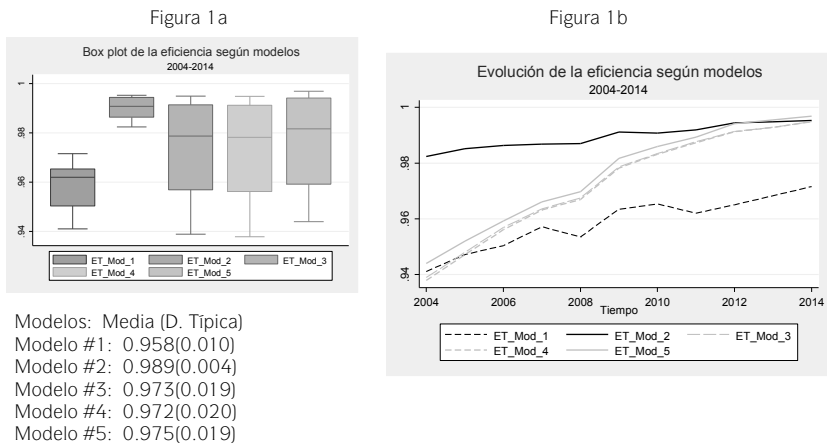 Figura 1a
Box plot de la eficiencia según modelos
2004-2014
1
.98
.96
.94
ET_Mod_1 ET_Mod_2 ET_Mod_3
ET_Mod_4 ET_Mod_5
Modelos: Media (D. Típica)
Modelo #1: 0.958(0.010)
Modelo #2: 0.989(0.004)
Modelo #3: 0.973(0.019)
Modelo #4: 0.972(0.020)
Modelo #5: 0.975(0.019)
Figura 1b
Evolución de la eficiencia según modelos
2004-2014
1
.98
.96
.94
2004 2006 2008 2010 2012 2014
Tiempo
ET_Mod_1 ET_Mod_2 ET_Mod_3
ET_Mod_4 ET_Mod_5